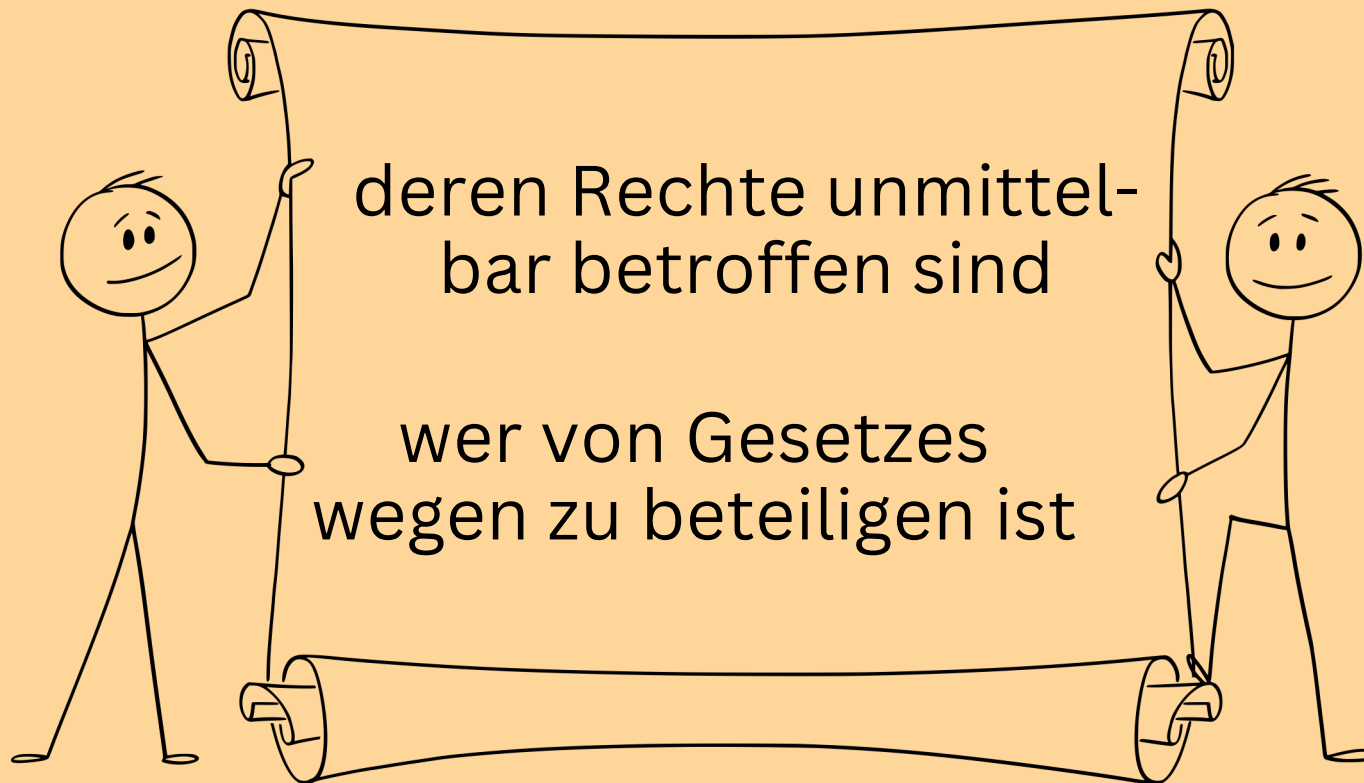 deren Rechte unmittel-
bar betroffen sind
wer von Gesetzes
wegen zu beteiligen ist